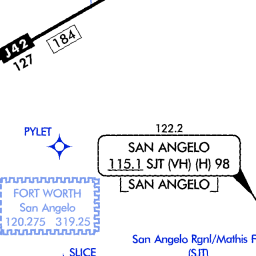 J42
184
127
PYLET
122.2
SAN ANGELO
115.1 SJT (VH) (H) 98
SAN ANGELO
FORT WORTH
San Angelo
120.275 319.25
San Angelo Rgnl/Mathis F
(SJT)
SLICE